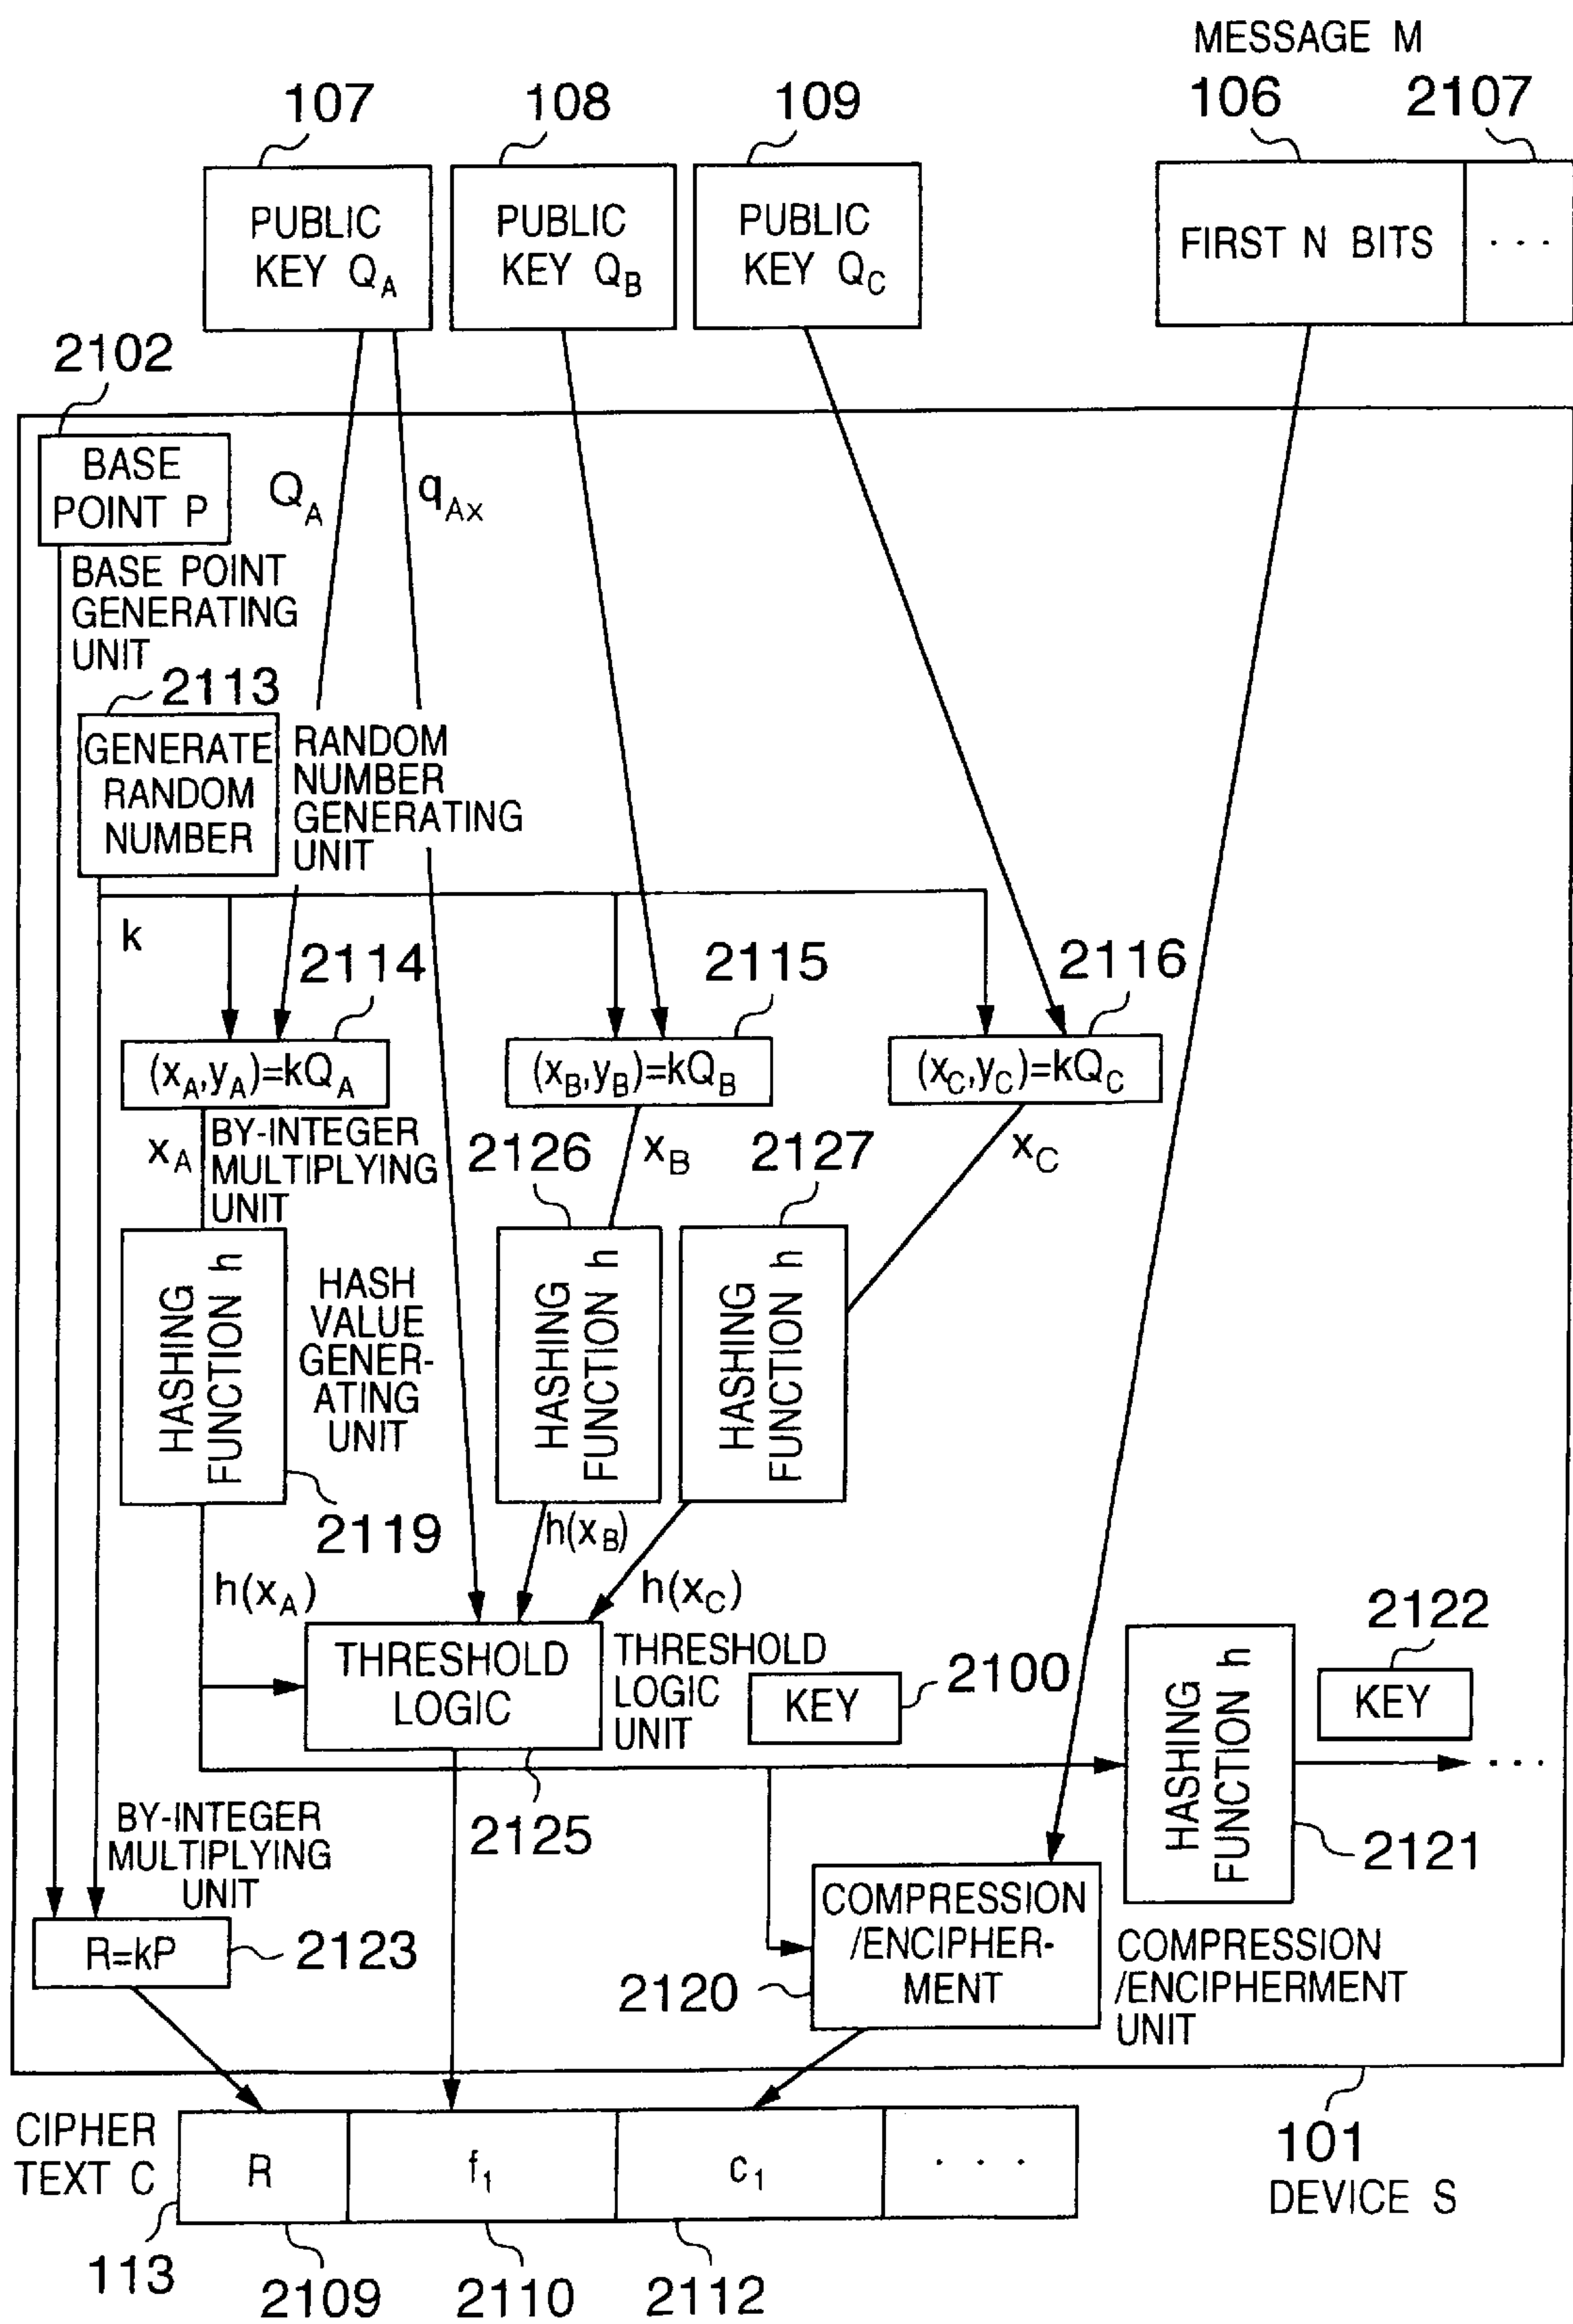 MESSAGE M
107
108
109
106
2107
PUBLIC
KEY QA
PUBLIC
KEY QB
PUBLIC
KEY QC
FIRST N BITS
...
2102
BASE
POINT P
QA
qAx
BASE POINT
GENERATING
UNIT
2113
GENERATE
RANDOM
NUMBER
RANDOM
NUMBER
GENERATING
UNIT
k
2114
2115
2116
(xA,yA)=kQA
(xB,yB)=kQB
(xC,yC)=kQC
xA
BY-INTEGER
MULTIPLYING
UNIT
2126
xB
2127
xC
HASHING
FUNCTION h
HASH
VALUE
GENER-
ATING
UNIT
HASHING
FUNCTION h
HASHING
FUNCTION h
2119
h(xB)
h(xA)
h(xC)
THRESHOLD
LOGIC
THRESHOLD
LOGIC
UNIT
KEY
2100
HASHING
FUNCTION h
2122
KEY
...
2125
2121
BY-INTEGER
MULTIPLYING
UNIT
R=kP
2123
COMPRESSION
/ENCIPHER-
MENT
2120
COMPRESSION
/ENCIPHERMENT
UNIT
CIPHER
TEXT C
R
f1
c1
...
101
DEVICE S
113
2109
2110
2112